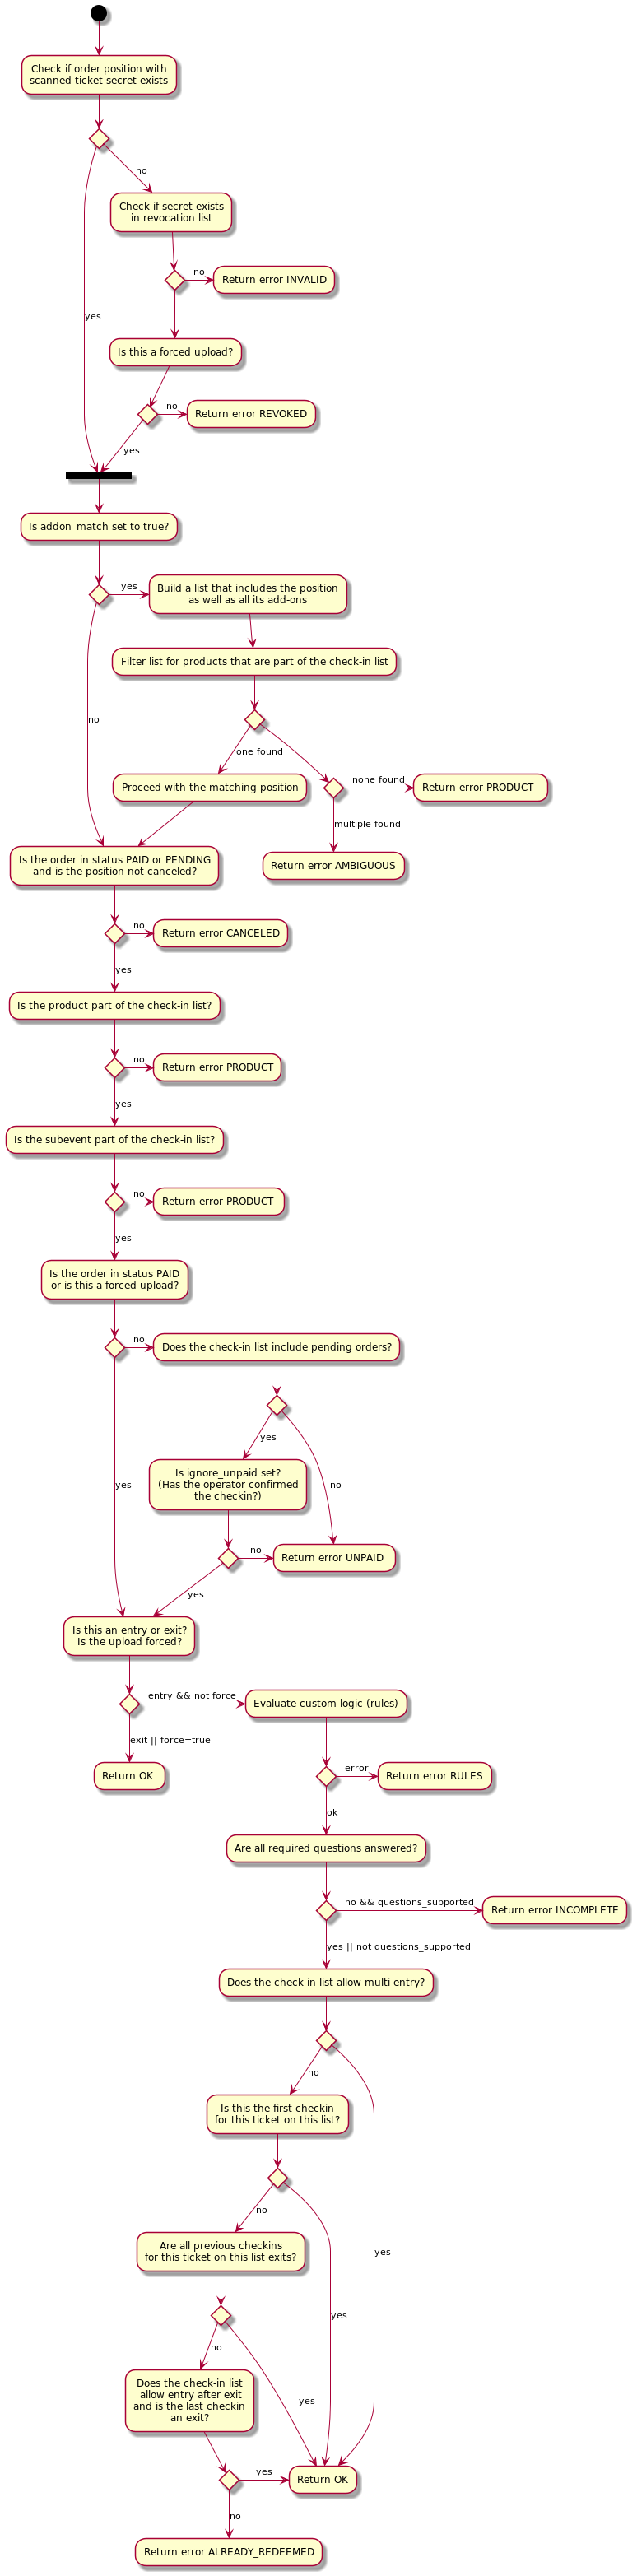 Check if order position with
scanned ticket secret exists
no
Check if secret exists
in revocation list
no
Return error INVALID
yes
Is this a forced upload?
no
Return error REVOKED
yes
Is addon_match set to true?
yes
Build a list that includes the position
as well as all its add-ons
Filter list for products that are part of the check-in list
no
one found
none found
Proceed with the matching position
Return error PRODUCT
multiple found
Is the order in status PAID or PENDING
and is the position not canceled?
Return error AMBIGUOUS
no
Return error CANCELED
yes
Is the product part of the check-in list?
no
Return error PRODUCT
yes
Is the subevent part of the check-in list?
no
Return error PRODUCT
yes
Is the order in status PAID
or is this a forced upload?
no
Does the check-in list include pending orders?
yes
Is ignore_unpaid set?
(Has the operator confirmed
the checkin?)
yes
no
no
Return error UNPAID
yes
Is this an entry or exit?
Is the upload forced?
entry && not force
Evaluate custom logic (rules)
exit || force=true
Return OK
error
Return error RULES
ok
Are all required questions answered?
no && questions_supported
Return error INCOMPLETE
yes || not questions_supported
Does the check-in list allow multi-entry?
no
Is this the first checkin
for this ticket on this list?
no
Are all previous checkins
for this ticket on this list exits?
yes
yes
no
Does the check-in list
allow entry after exit
and is the last checkin
an exit?
yes
yes
Return OK
no
Return error ALREADY_REDEEMED